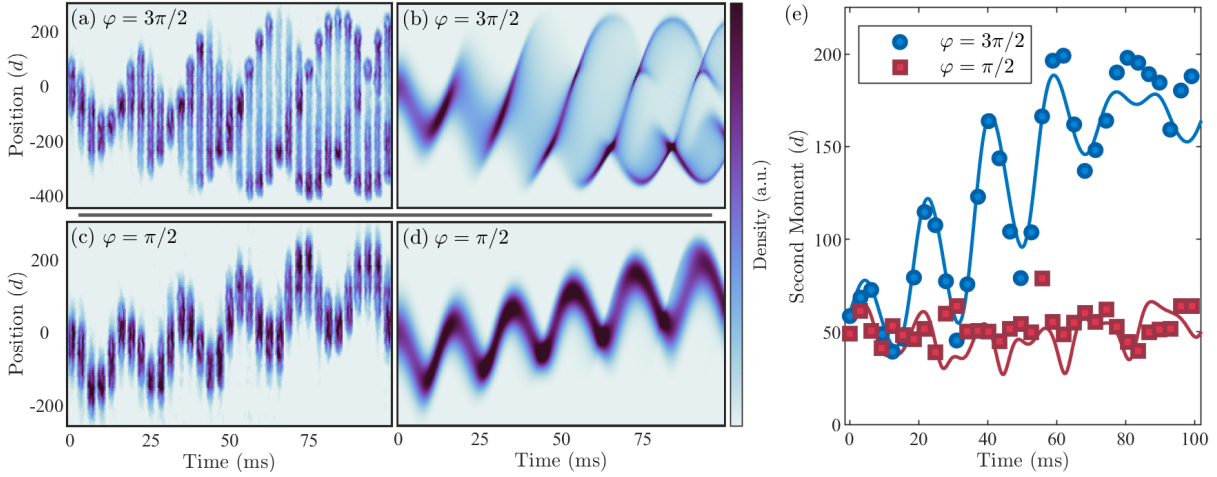 (a) φ = 3π/2
(b) φ = 3π/2
Position (d)
200
0
-200
-400
(c) φ = π/2
(d) φ = π/2
Position (d)
200
0
-200
0 25 50 75
Time (ms)
0 25 50 75
Time (ms)
Density (a.u.)
(e)
φ = 3π/2
φ = π/2
Second Moment (d)
200
150
100
50
0
0 20 40 60 80 100
Time (ms)